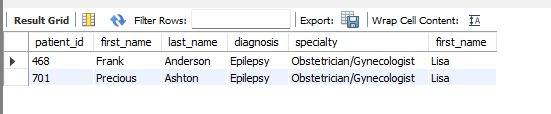 Result Grid Filter Rows: Export: Wrap Cell Content:
patient_id first_name last_name diagnosis specialty first_name
468 Frank Anderson Epilepsy Obstetrician/Gynecologist Lisa
701 Precious Ashton Epilepsy Obstetrician/Gynecologist Lisa